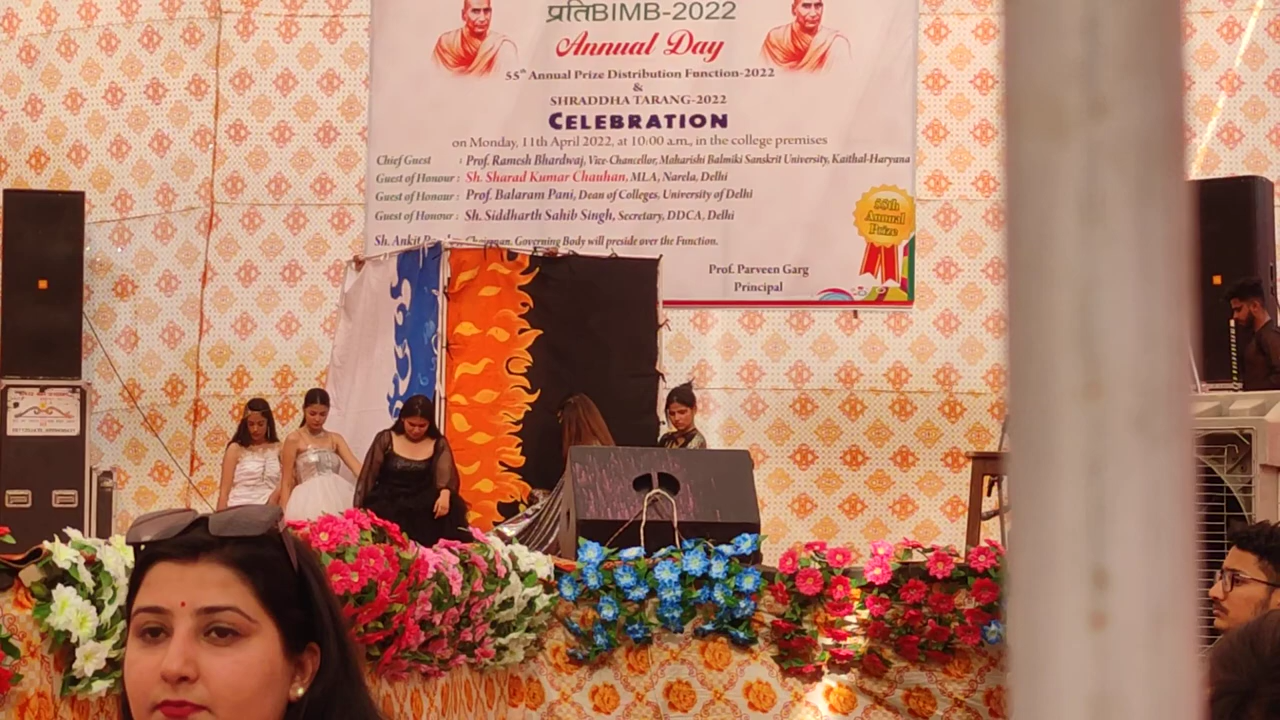 प्रतिBIMB-2022
Annual Day
55th Annual Prize Distribution Function-2022
&
SHRADDHA TARANG-2022
CELEBRATION
on Monday, 11th April 2022, at 10:00 a.m., in the college premises
Chief Guest : Prof. Ramesh Bhardwaj, Vice-Chancellor, Maharishi Balmiki Sanskrit University, Kaithal-Haryana
Guest of Honour : Sh. Sharad Kumar Chauhan, MLA, Narela, Delhi
Guest of Honour : Prof. Balaram Pani, Dean of Colleges, University of Delhi
Guest of Honour : Sh. Siddharth Sahib Singh, Secretary, DDCA, Delhi
Sh. Ankit Chairman, Governing Body will preside over the Function.
55th
Annual
Prize
Prof. Parveen Garg
Principal